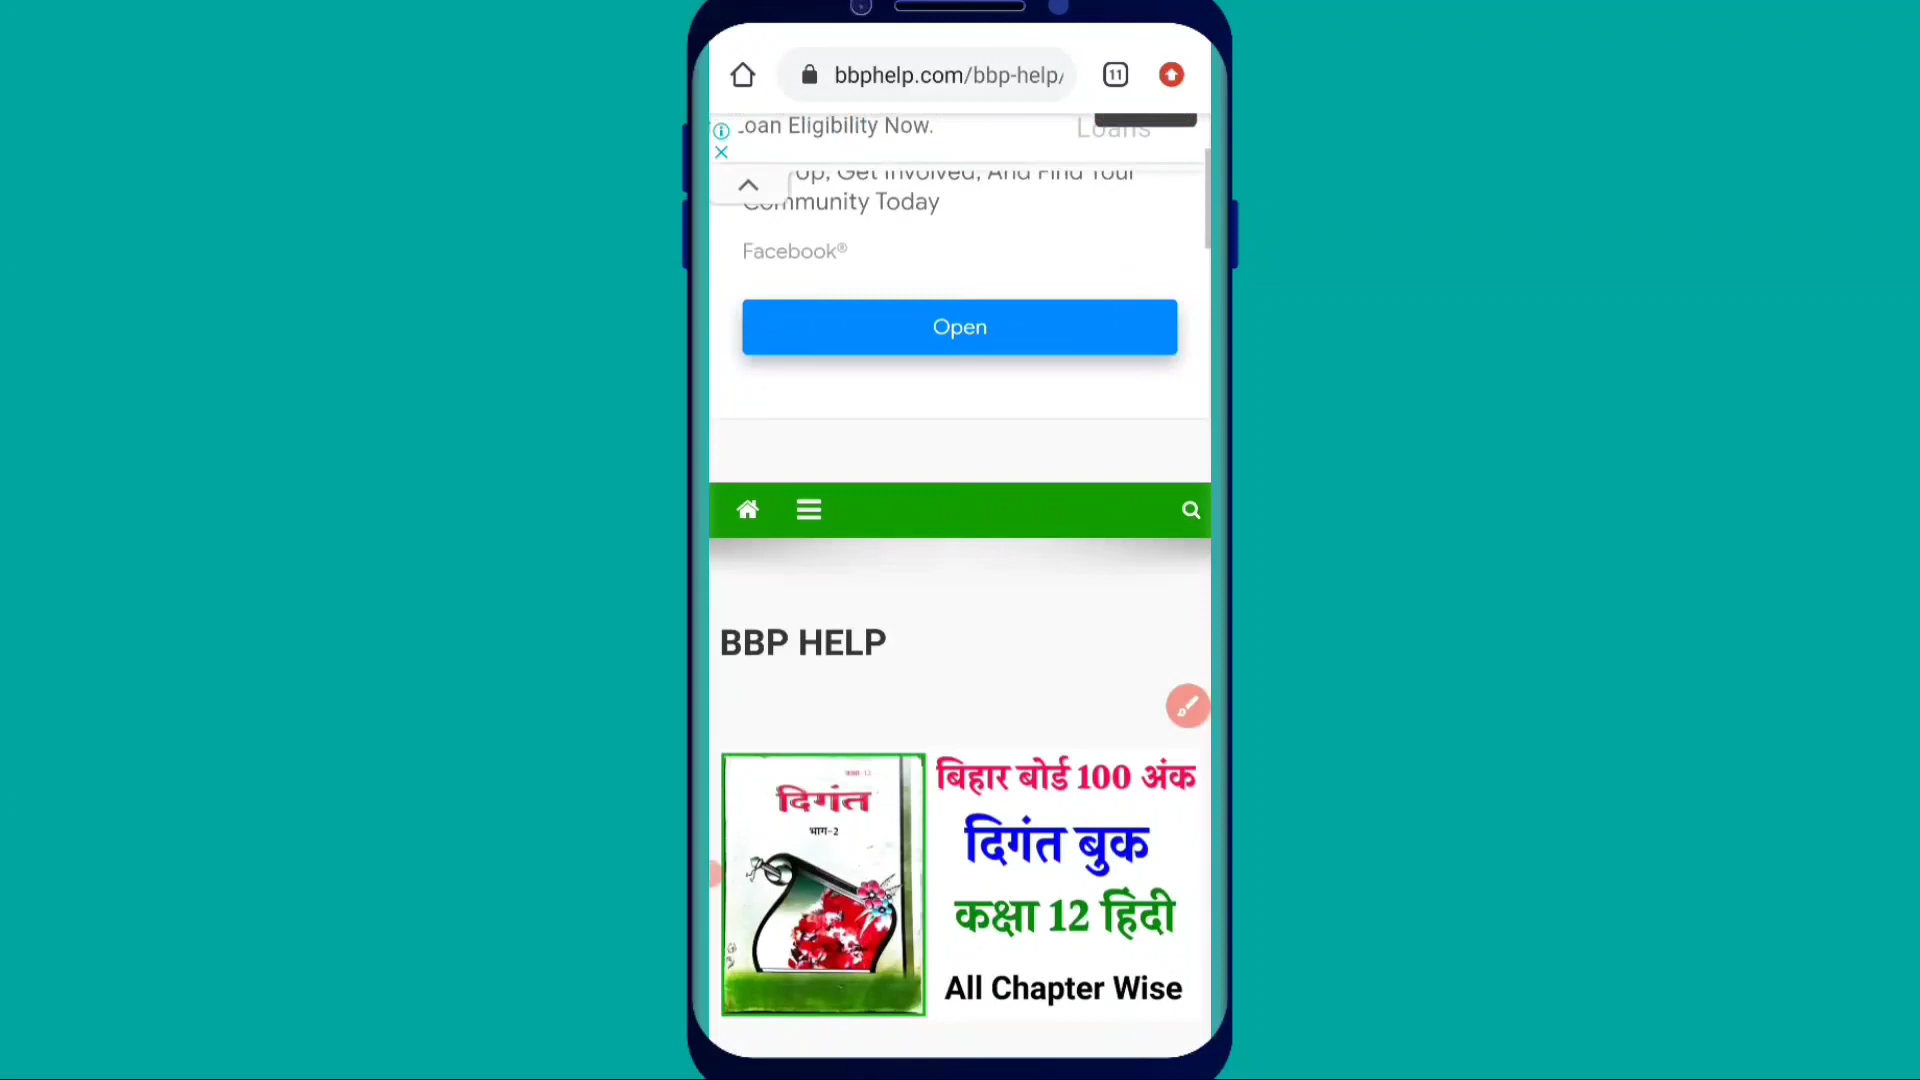 bbphelp.com/bbp-help/
11
Loan Eligibility Now.
Loans
Up, Get Involved, And Find Your
Community Today
Facebook®
Open
BBP HELP
दिगंत
भाग-2
बिहार बोर्ड 100 अंक
दिगंत बुक
कक्षा 12 हिंदी
All Chapter Wise